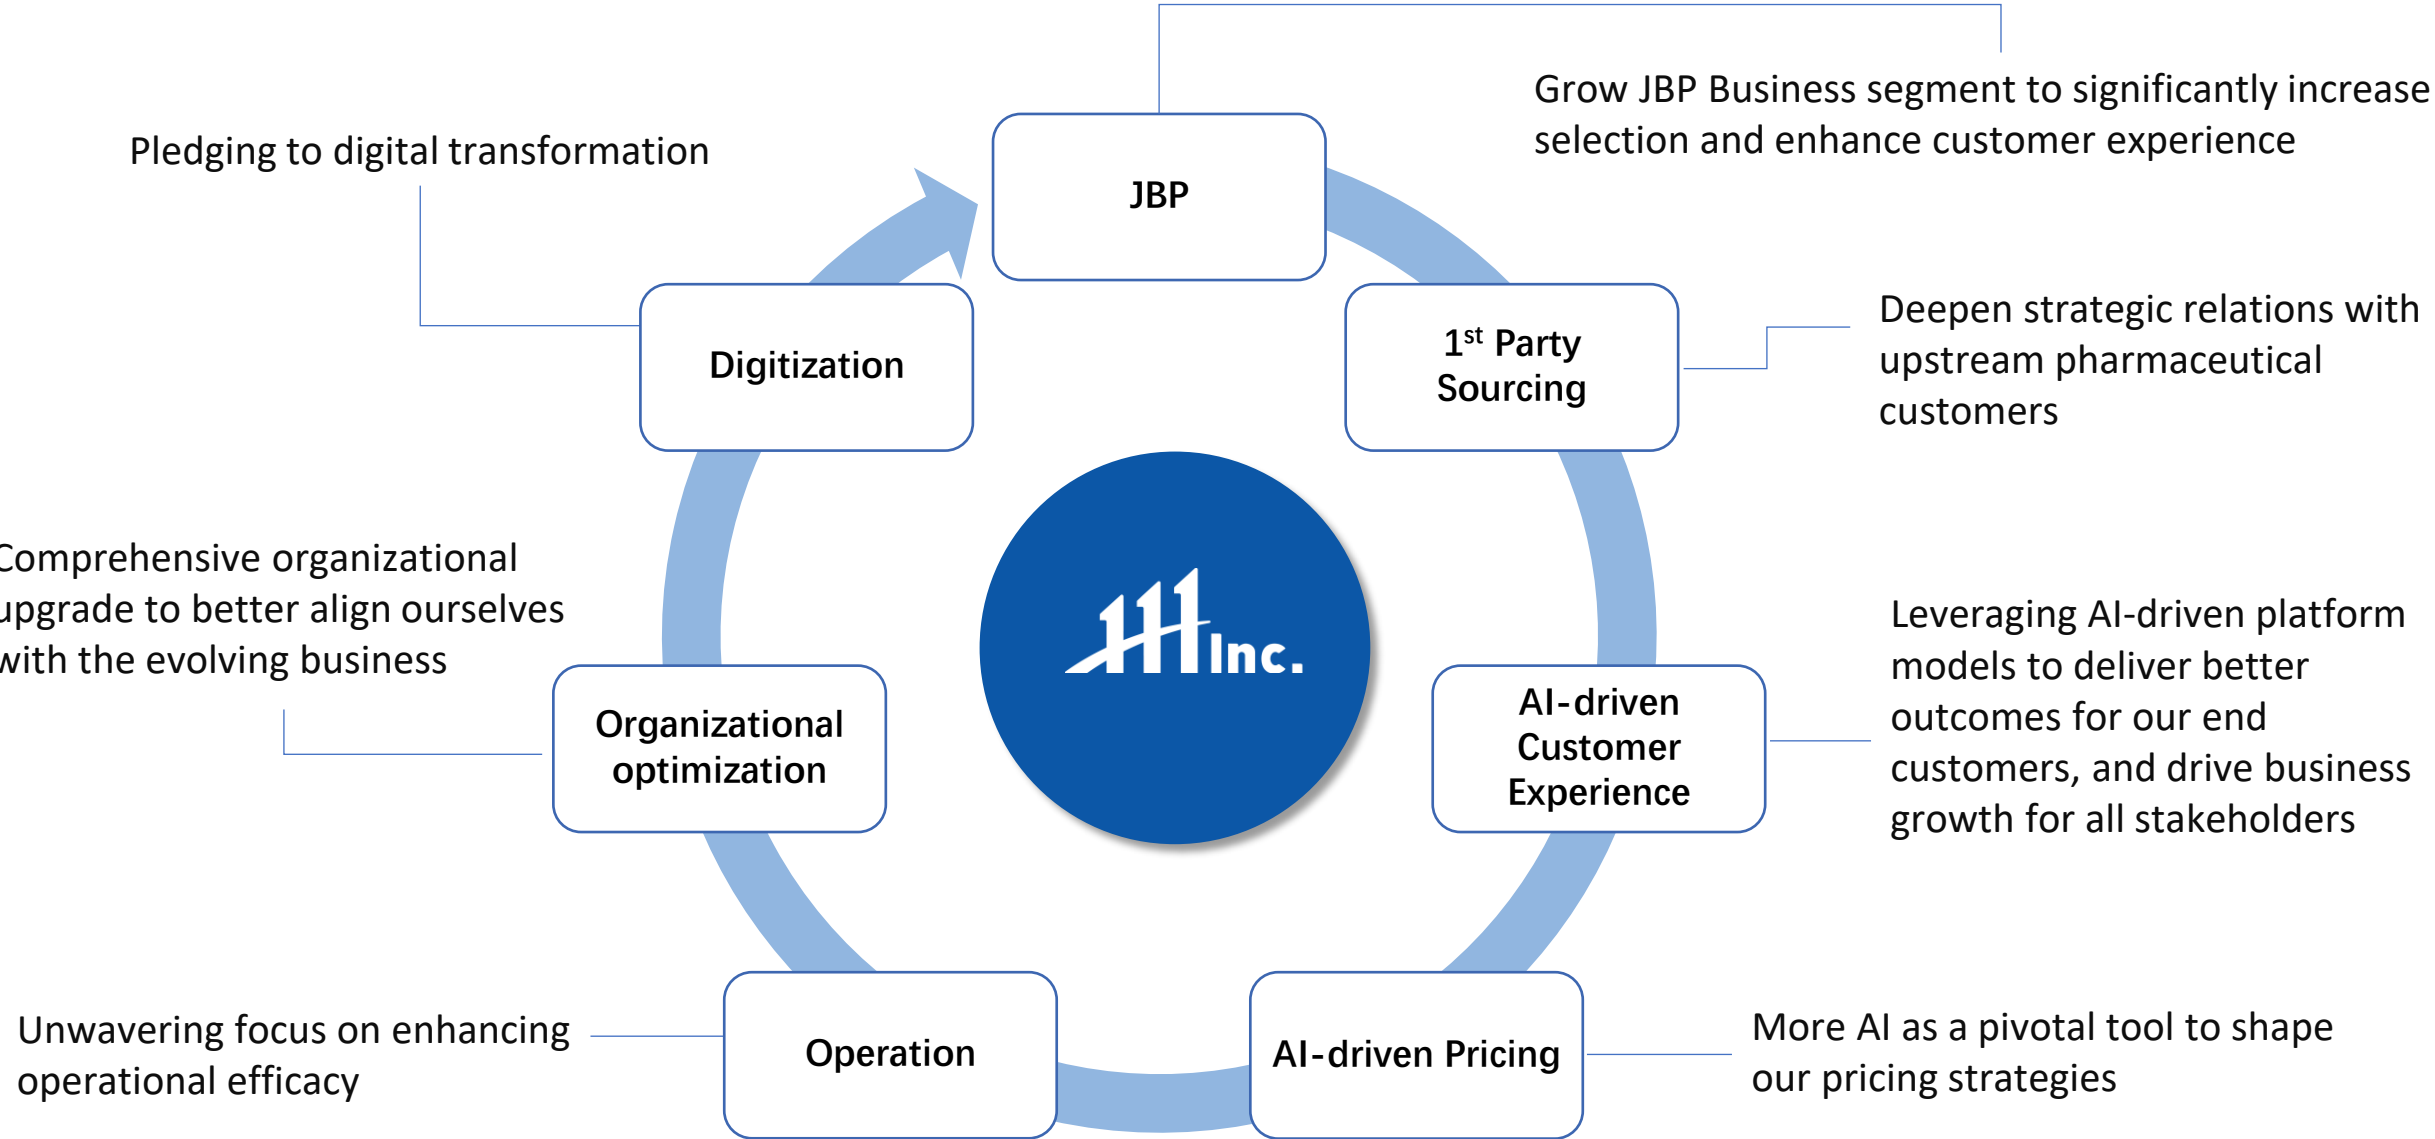 Grow JBP Business segment to significantly increase
selection and enhance customer experience
Pledging to digital transformation
JBP
Deepen strategic relations with
upstream pharmaceutical
customers
1st Party
Sourcing
Digitization
Comprehensive organizational
upgrade to better align ourselves
with the evolving business
111 Inc.
Leveraging AI-driven platform
models to deliver better
outcomes for our end
customers, and drive business
growth for all stakeholders
AI-driven
Customer
Experience
Organizational
optimization
Unwavering focus on enhancing
operational efficacy
Operation
AI-driven Pricing
More AI as a pivotal tool to shape
our pricing strategies